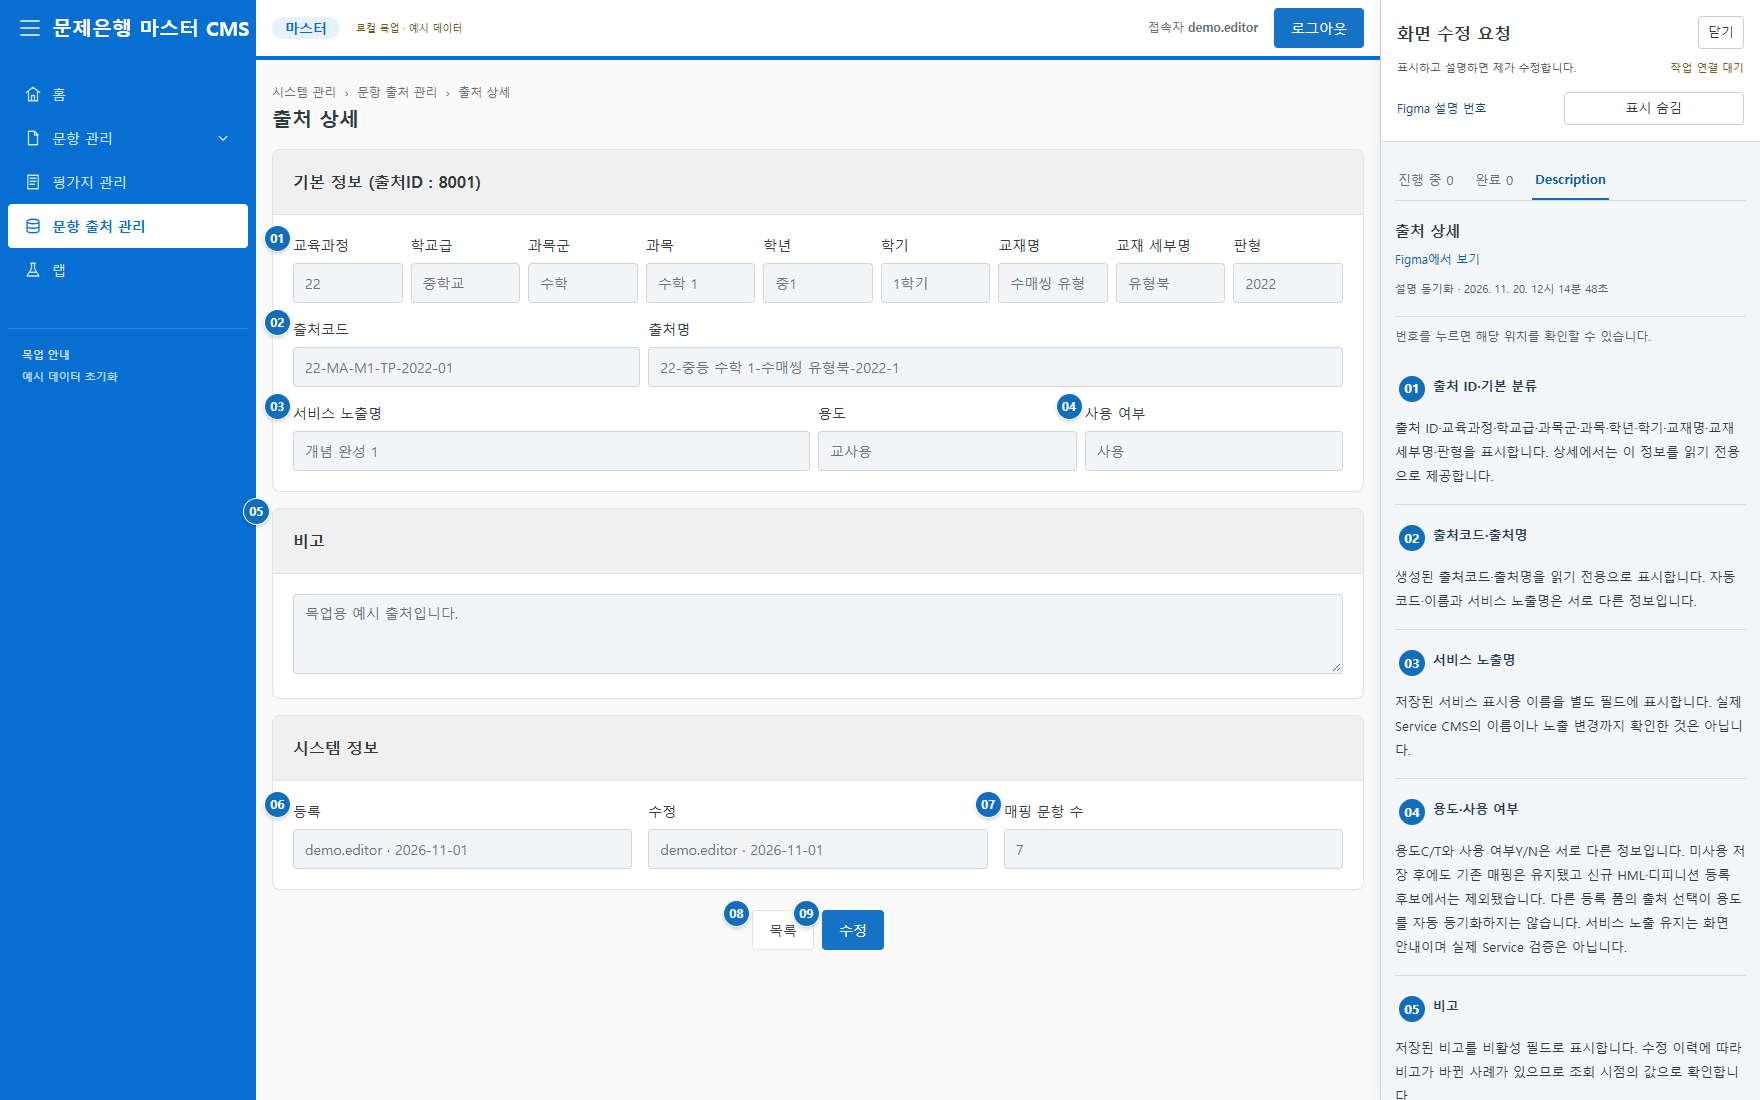 문제은행 마스터 CMS
홈
문항 관리
평가지 관리
문항 출처 관리
랩
목업 안내
예시 데이터 초기화
마스터
로컬 목업 · 예시 데이터
접속자 demo.editor
로그아웃
시스템 관리 › 문항 출처 관리 › 출처 상세
출처 상세
기본 정보 (출처ID : 8001)
01
교육과정 학교급 과목군 과목 학년 학기 교재명 교재 세부명 판형
22 중학교 수학 수학 1 중1 1학기 수매씽 유형 유형북 2022
02
출처코드 출처명
22-MA-M1-TP-2022-01 22-중등 수학 1-수매씽 유형북-2022-1
03 04
서비스 노출명 용도 사용 여부
개념 완성 1 교사용 사용
05
비고
목업용 예시 출처입니다.
시스템 정보
06 07
등록 수정 매핑 문항 수
demo.editor · 2026-11-01 demo.editor · 2026-11-01 7
08 09
목록 수정
화면 수정 요청
닫기
표시하고 설명하면 제가 수정합니다.
작업 연결 대기
Figma 설명 번호
표시 숨김
진행 중 0 완료 0 Description
출처 상세
Figma에서 보기
설명 동기화 · 2026. 11. 20. 12시 14분 48초
번호를 누르면 해당 위치를 확인할 수 있습니다.
01 출처 ID·기본 분류
출처 ID·교육과정·학교급·과목군·과목·학년·학기·교재명·교재
세부명·판형을 표시합니다. 상세에서는 이 정보를 읽기 전용
으로 제공합니다.
02 출처코드·출처명
생성된 출처코드·출처명을 읽기 전용으로 표시합니다. 자동
코드·이름과 서비스 노출명은 서로 다른 정보입니다.
03 서비스 노출명
저장된 서비스 표시용 이름을 별도 필드에 표시합니다. 실제
Service CMS의 이름이나 노출 변경까지 확인한 것은 아닙니
다.
04 용도·사용 여부
용도C/T와 사용 여부Y/N은 서로 다른 정보입니다. 미사용 저
장 후에도 기존 매핑은 유지됐고 신규 HML·디피니션 등록
후보에서는 제외됐습니다. 다른 등록 폼의 출처 선택이 용도
를 자동 동기화하지는 않습니다. 서비스 노출 유지는 화면
안내이며 실제 Service 검증은 아닙니다.
05 비고
저장된 비고를 비활성 필드로 표시합니다. 수정 이력에 따라
비고가 바뀐 사례가 있으므로 조회 시점의 값으로 확인합니
다